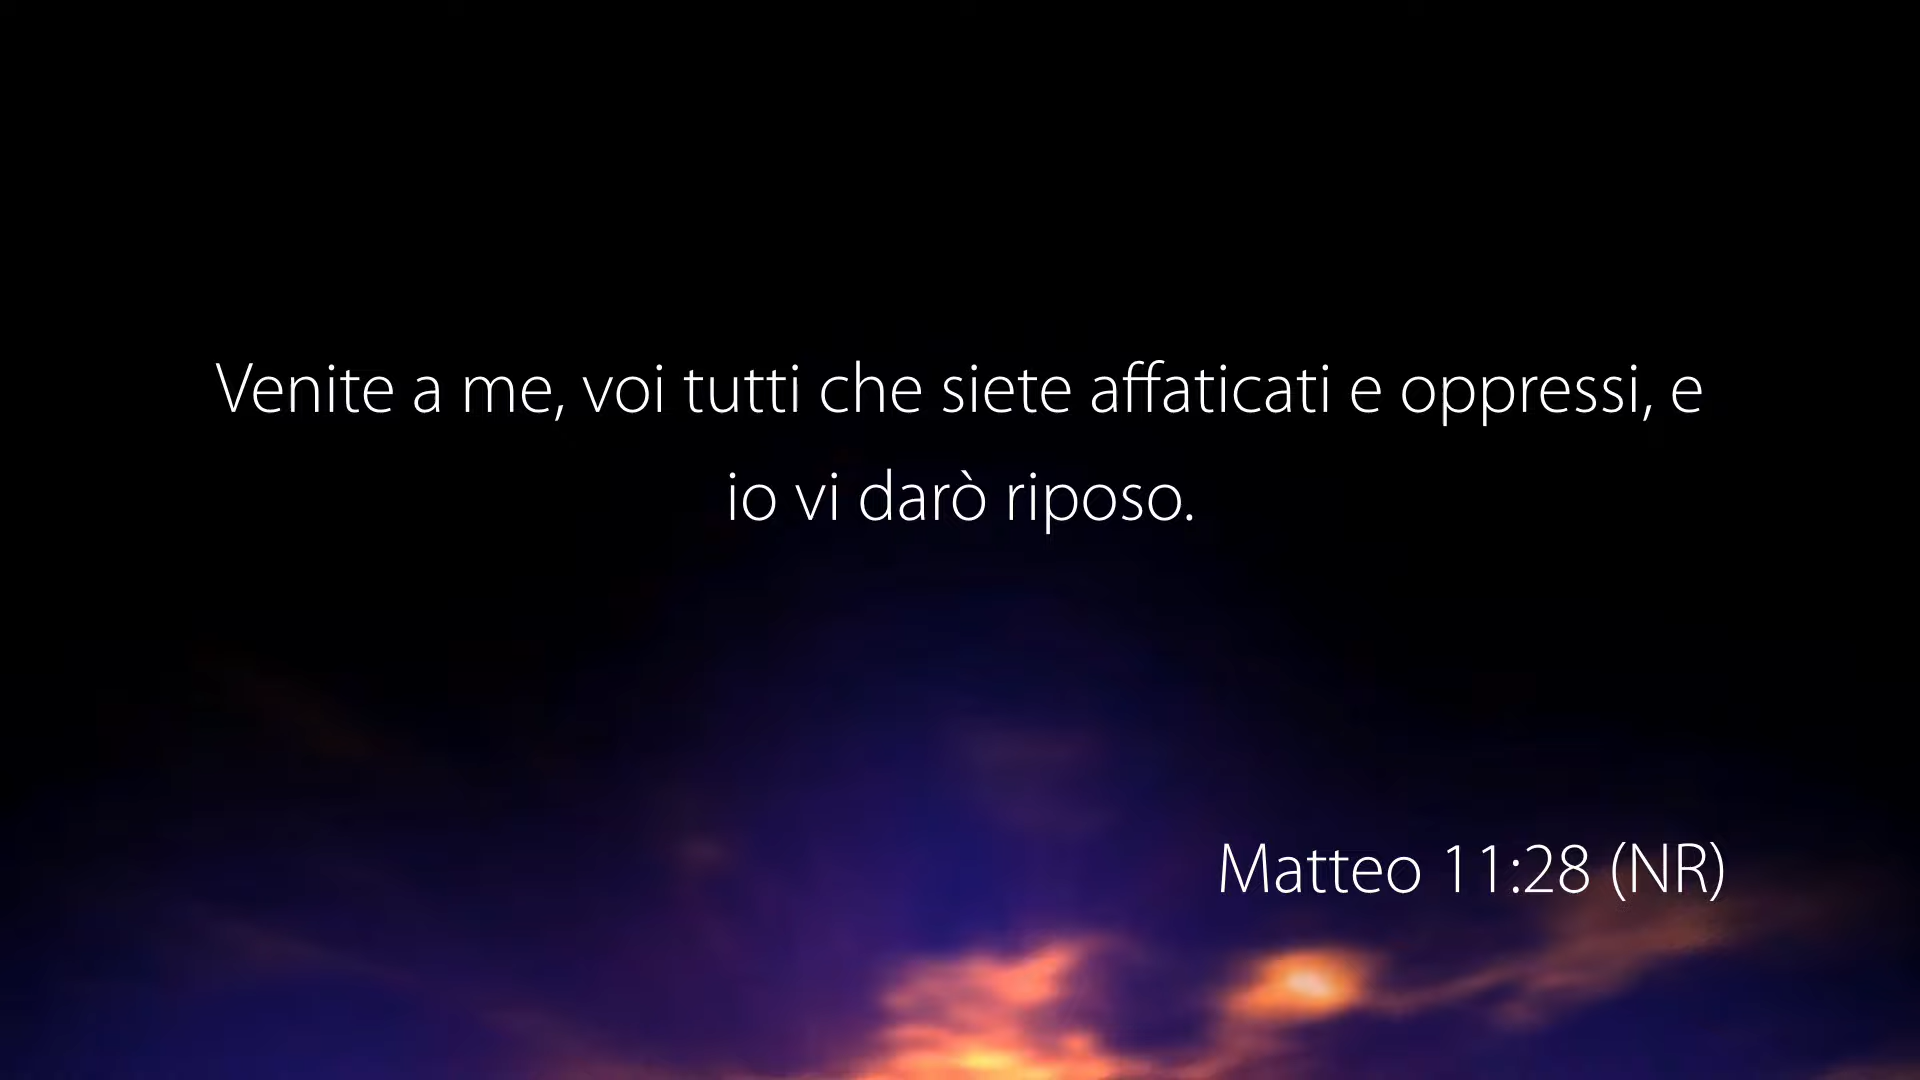 Venite a me, voi tutti che siete affaticati e oppressi, e
io vi darò riposo.
Matteo 11:28 (NR)